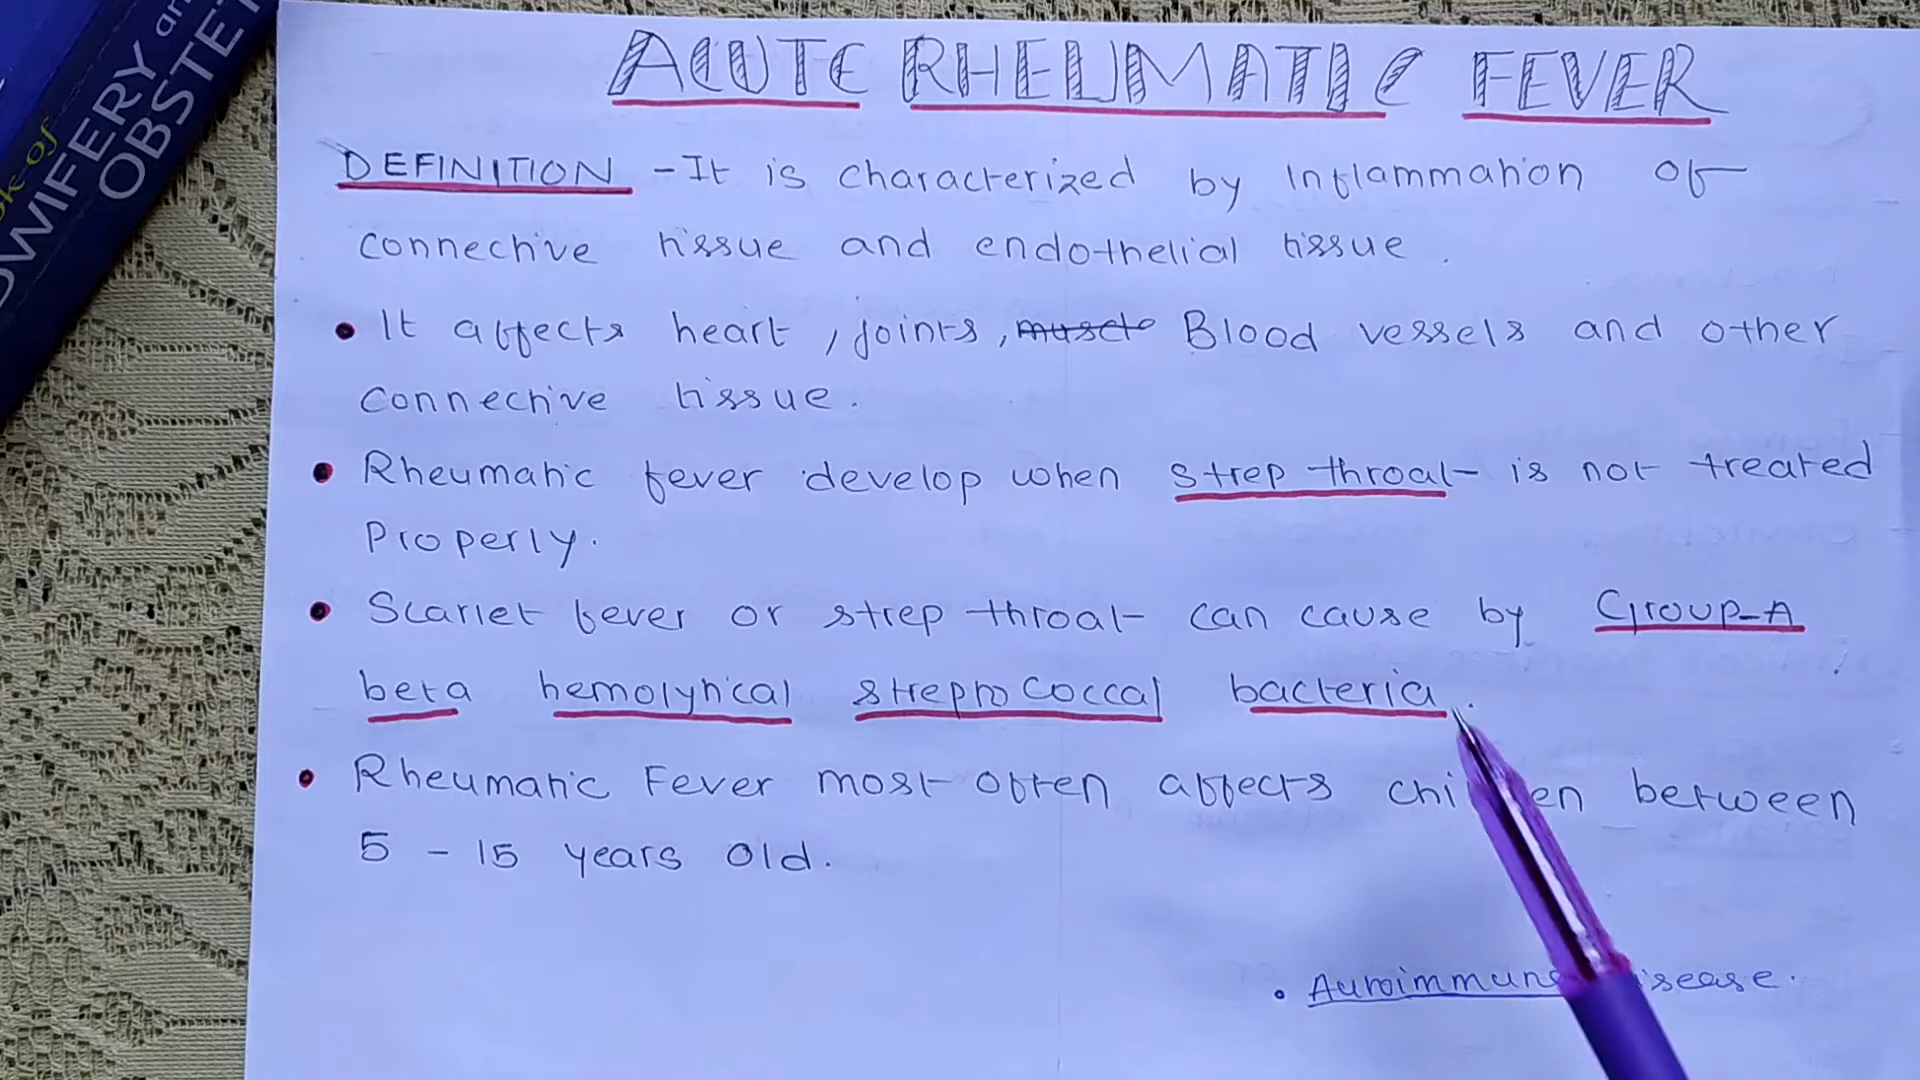 ACUTE RHEUMATIC FEVER
DEFINITION - It is characterized by Inflammation of
connective tissue and endothelial tissue.
• It affects heart, joints, muscle Blood vessels and other
connective tissue.
• Rheumatic fever develop when strep throat is not treated
Properly.
• Scarlet fever or strep throat can cause by Group-A
beta hemolytical streptococcal bacteria.
• Rheumatic Fever most often affects chi en between
5 - 15 years old.
• Autoimmune isease.
OBSTET